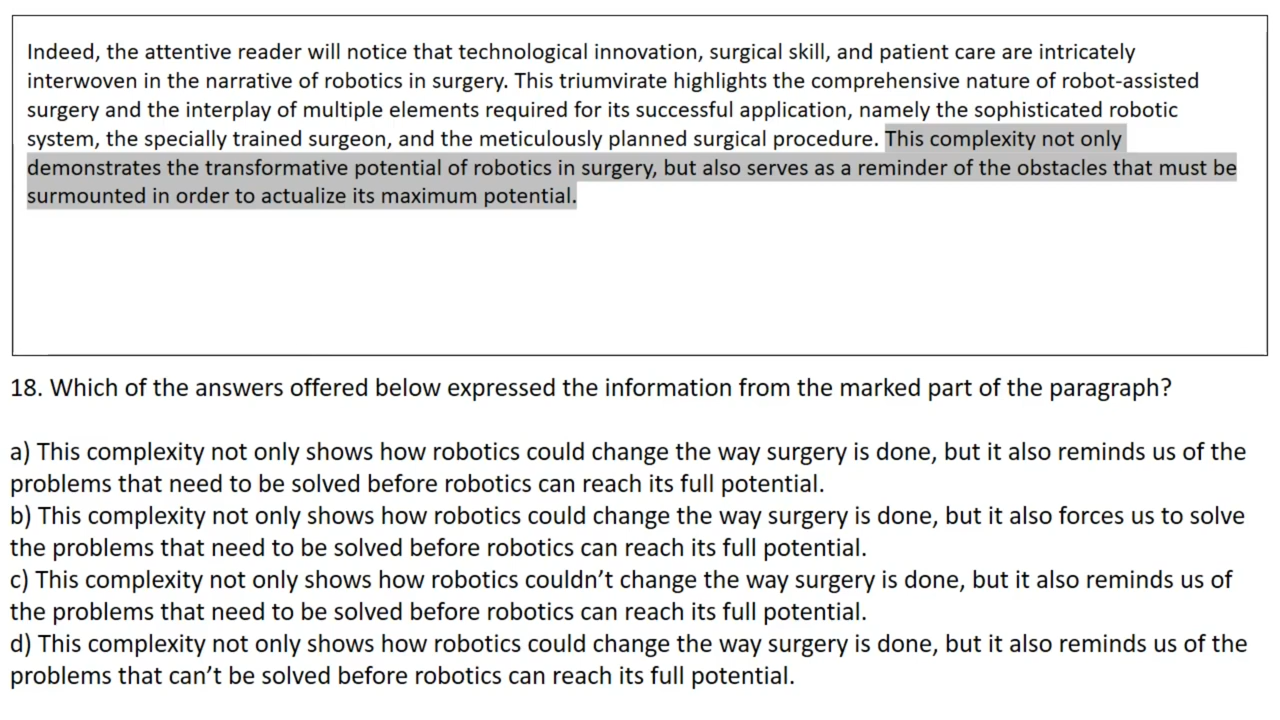 Indeed, the attentive reader will notice that technological innovation, surgical skill, and patient care are intricately
interwoven in the narrative of robotics in surgery. This triumvirate highlights the comprehensive nature of robot-assisted
surgery and the interplay of multiple elements required for its successful application, namely the sophisticated robotic
system, the specially trained surgeon, and the meticulously planned surgical procedure. This complexity not only
demonstrates the transformative potential of robotics in surgery, but also serves as a reminder of the obstacles that must be
surmounted in order to actualize its maximum potential.
18. Which of the answers offered below expressed the information from the marked part of the paragraph?
a) This complexity not only shows how robotics could change the way surgery is done, but it also reminds us of the
problems that need to be solved before robotics can reach its full potential.
b) This complexity not only shows how robotics could change the way surgery is done, but it also forces us to solve
the problems that need to be solved before robotics can reach its full potential.
c) This complexity not only shows how robotics couldn’t change the way surgery is done, but it also reminds us of
the problems that need to be solved before robotics can reach its full potential.
d) This complexity not only shows how robotics could change the way surgery is done, but it also reminds us of the
problems that can’t be solved before robotics can reach its full potential.